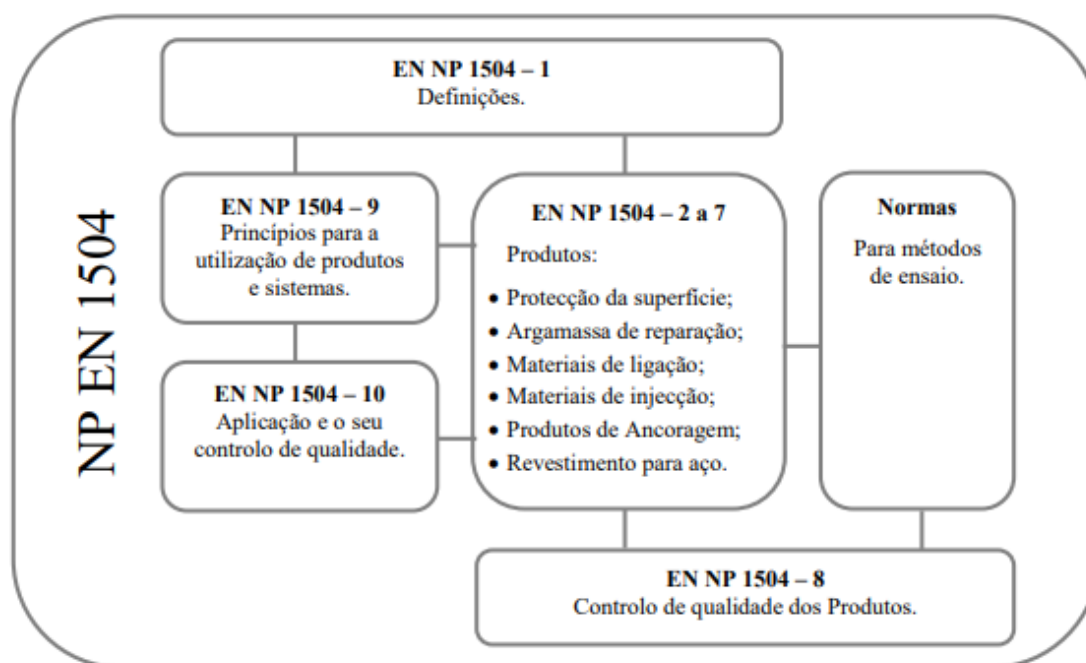 NP EN 1504
EN NP 1504 – 1
Definições.
EN NP 1504 – 9
Princípios para a
utilização de produtos
e sistemas.
EN NP 1504 – 10
Aplicação e o seu
controlo de qualidade.
EN NP 1504 – 2 a 7
Produtos:
• Protecção da superfície;
• Argamassa de reparação;
• Materiais de ligação;
• Materiais de injecção;
• Produtos de Ancoragem;
• Revestimento para aço.
Normas
Para métodos
de ensaio.
EN NP 1504 – 8
Controlo de qualidade dos Produtos.